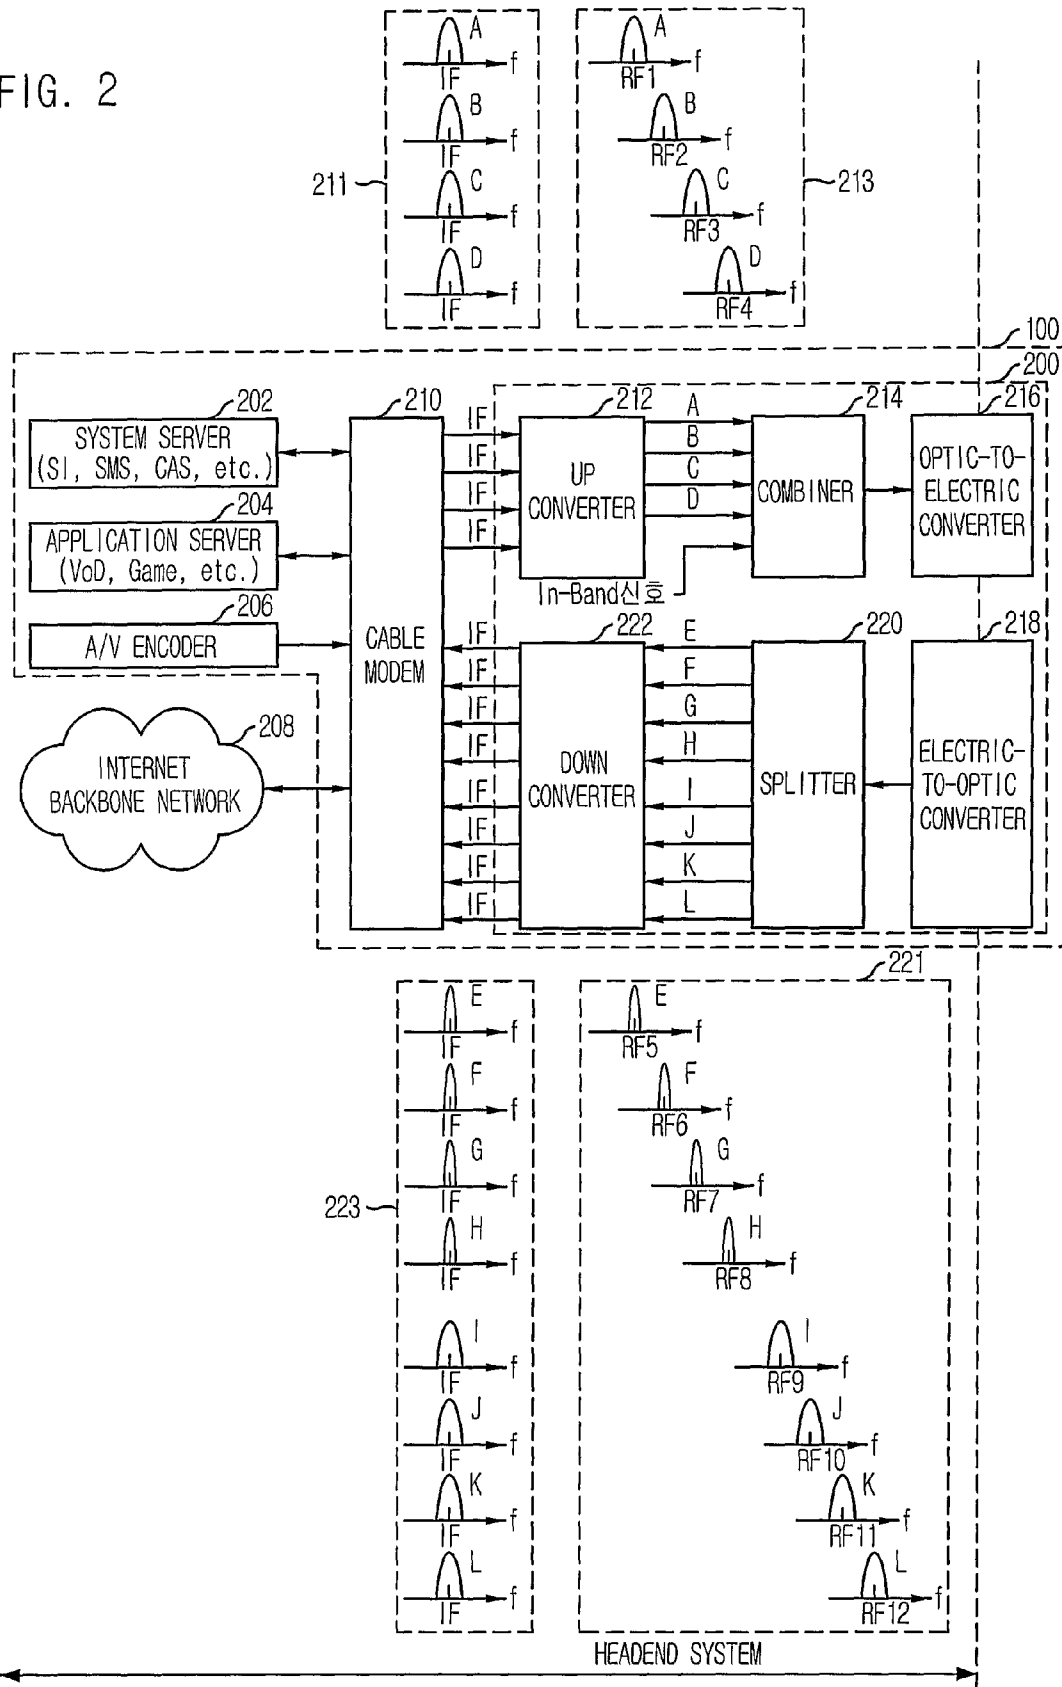 FIG. 2
A
f
IF
B
f
IF
C
f
IF
D
f
IF
211
A
f
RF1
B
f
RF2
C
f
RF3
D
f
RF4
213
100
200
202
SYSTEM SERVER
(SI, SMS, CAS, etc.)
204
APPLICATION SERVER
(VoD, Game, etc.)
206
A/V ENCODER
208
INTERNET
BACKBONE NETWORK
210
CABLE
MODEM
IF
IF
IF
IF
212
UP
CONVERTER
A
B
C
D
In-Band신호
214
COMBINER
216
OPTIC-TO-
ELECTRIC
CONVERTER
IF
IF
IF
IF
IF
IF
IF
IF
222
DOWN
CONVERTER
E
F
G
H
I
J
K
L
220
SPLITTER
218
ELECTRIC-
TO-OPTIC
CONVERTER
221
223
E
f
IF
F
f
IF
G
f
IF
H
f
IF
I
f
IF
J
f
IF
K
f
IF
L
f
IF
E
f
RF5
F
f
RF6
G
f
RF7
H
f
RF8
I
f
RF9
J
f
RF10
K
f
RF11
L
f
RF12
HEADEND SYSTEM